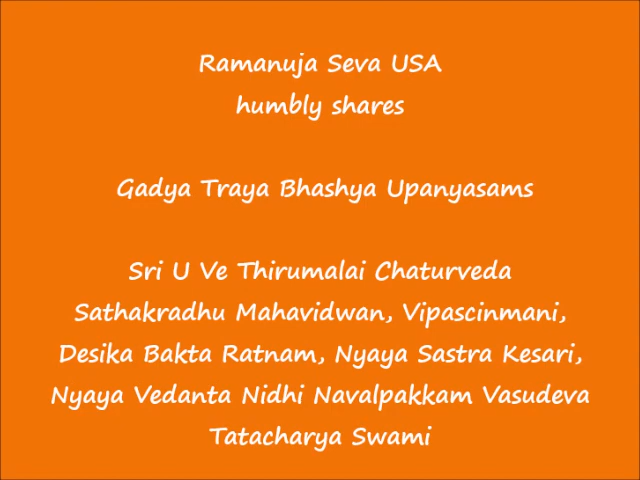 Ramanuja Seva USA
humbly shares
Gadya Traya Bhashya Upanyasams
Sri U Ve Thirumalai Chaturveda
Sathakradhu Mahavidwan, Vipascinmani,
Desika Bakta Ratnam, Nyaya Sastra Kesari,
Nyaya Vedanta Nidhi Navalpakkam Vasudeva
Tatacharya Swami